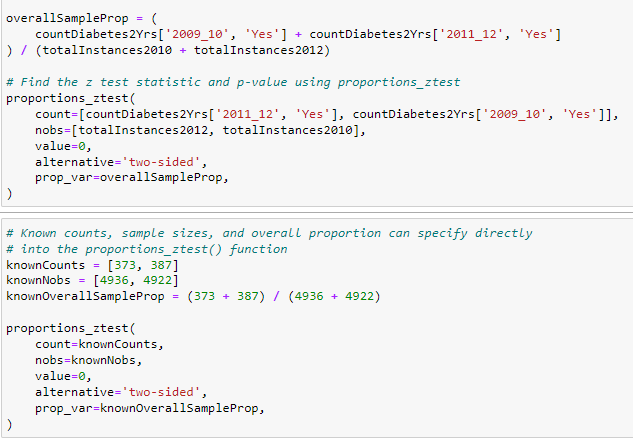 overallSampleProp = (
    countDiabetes2Yrs['2009_10', 'Yes'] + countDiabetes2Yrs['2011_12', 'Yes']
) / (totalInstances2010 + totalInstances2012)
# Find the z test statistic and p-value using proportions_ztest
proportions_ztest(
    count=[countDiabetes2Yrs['2011_12', 'Yes'], countDiabetes2Yrs['2009_10', 'Yes']],
    nobs=[totalInstances2012, totalInstances2010],
    value=0,
    alternative='two-sided',
    prop_var=overallSampleProp,
)
# Known counts, sample sizes, and overall proportion can specify directly
# into the proportions_ztest() function
knownCounts = [373, 387]
knownNobs = [4936, 4922]
knownOverallSampleProp = (373 + 387) / (4936 + 4922)
proportions_ztest(
    count=knownCounts,
    nobs=knownNobs,
    value=0,
    alternative='two-sided',
    prop_var=knownOverallSampleProp,
)